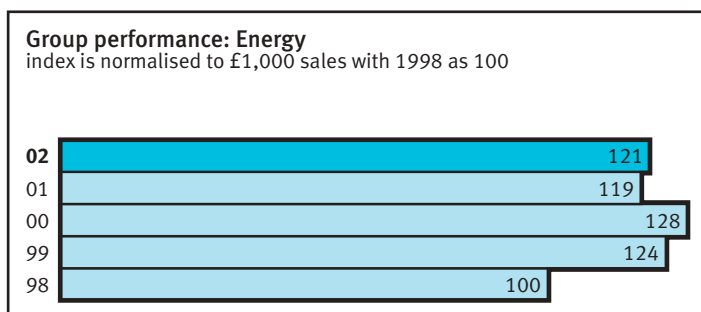 Group performance: Energy
index is normalised to £1,000 sales with 1998 as 100
02 121
01 119
00 128
99 124
98 100